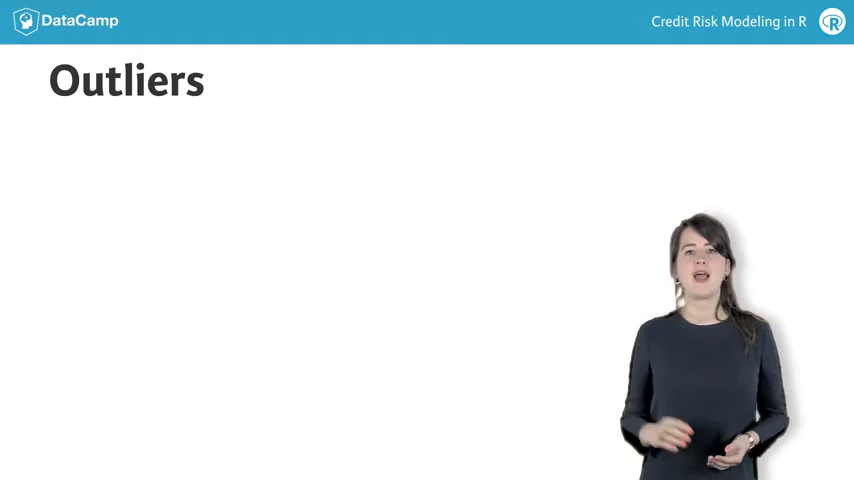 DataCamp
Credit Risk Modeling in R
R
Outliers